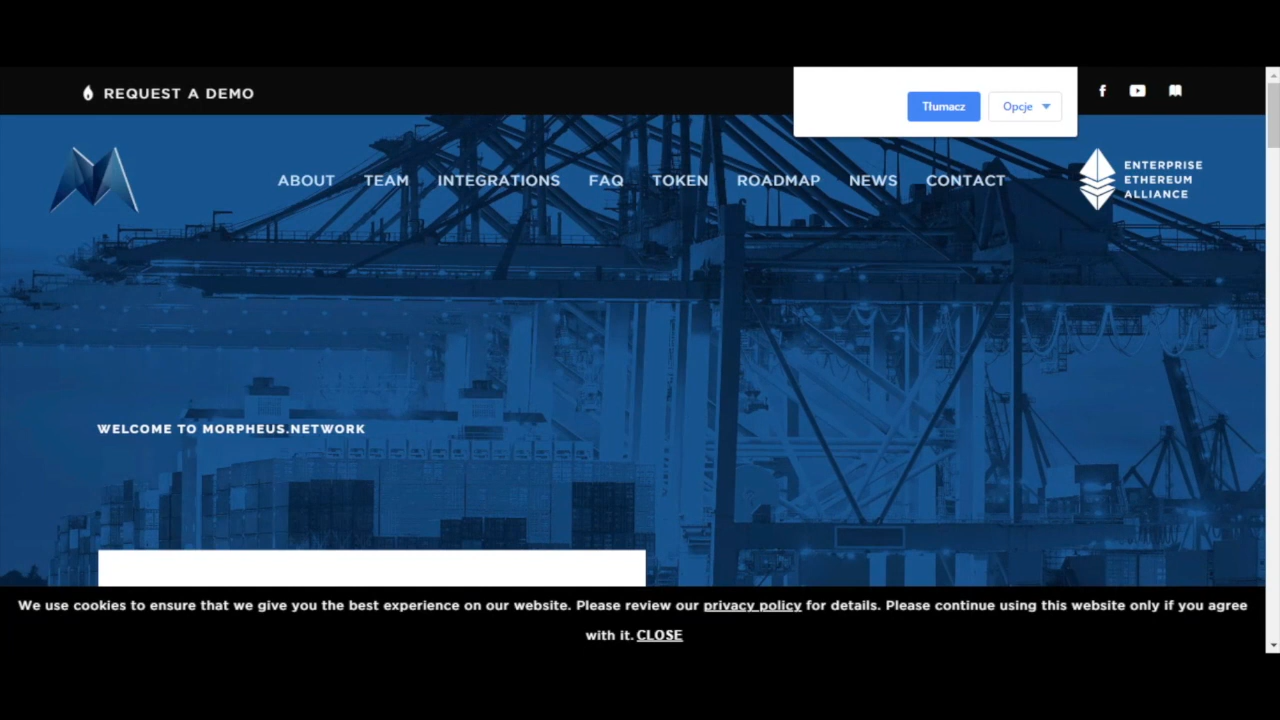 REQUEST A DEMO
Tłumacz
Opcje
ABOUT TEAM INTEGRATIONS FAQ TOKEN ROADMAP NEWS CONTACT
ENTERPRISE
ETHEREUM
ALLIANCE
WELCOME TO MORPHEUS.NETWORK
We use cookies to ensure that we give you the best experience on our website. Please review our privacy policy for details. Please continue using this website only if you agree
with it. CLOSE